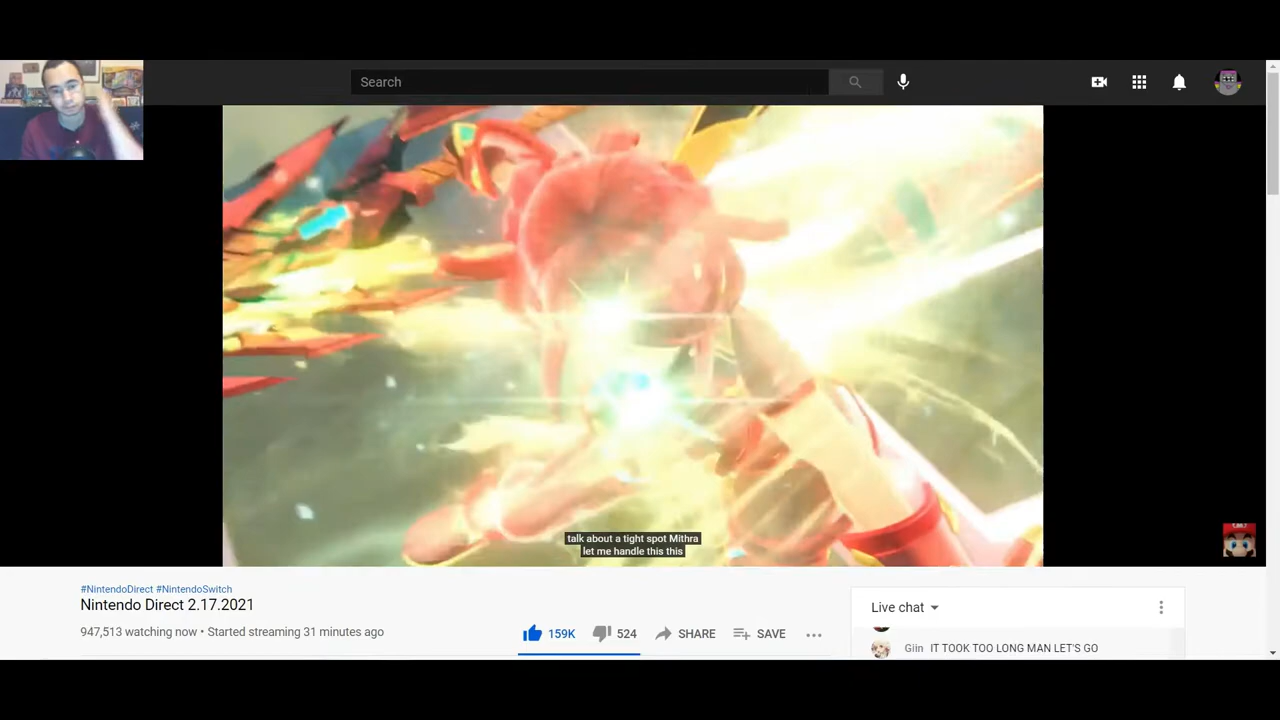 Search
talk about a tight spot Mithra
let me handle this this
#NintendoDirect #NintendoSwitch
Nintendo Direct 2.17.2021
947,513 watching now • Started streaming 31 minutes ago
159K
524
SHARE
SAVE
Live chat
Giin IT TOOK TOO LONG MAN LET'S GO